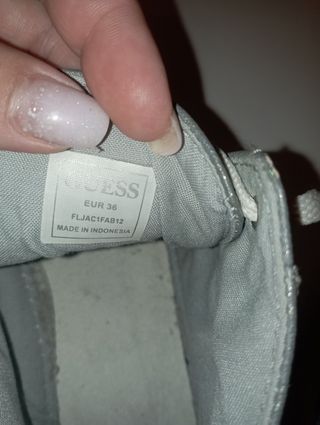 GUESS
EUR 36
FLJAC1FAB12
MADE IN INDONESIA